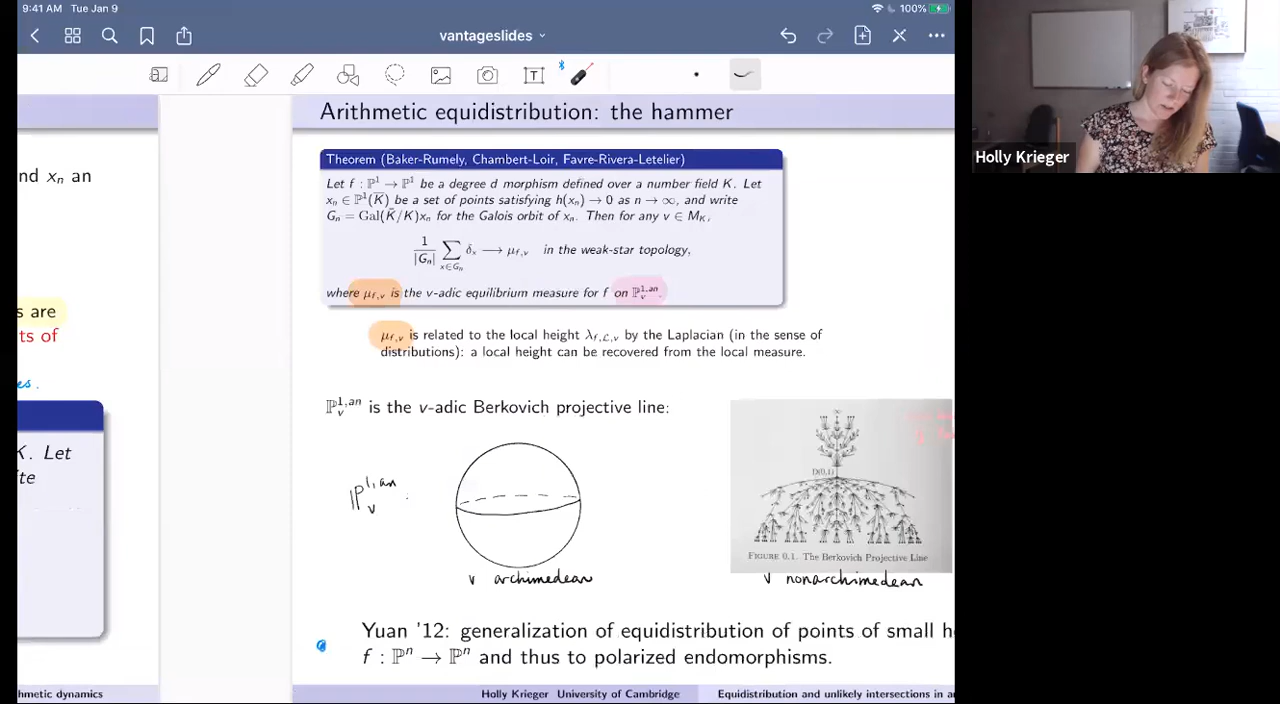 9:41 AM Tue Jan 9
100%
vantageslides
Arithmetic equidistribution: the hammer
Theorem (Baker-Rumely, Chambert-Loir, Favre-Rivera-Letelier)
Let f : ℙ¹ → ℙ¹ be a degree d morphism defined over a number field K. Let
xₙ ∈ ℙ¹(K̅) be a set of points satisfying h(xₙ) → 0 as n → ∞, and write
Gₙ = Gal(K̅/K)xₙ for the Galois orbit of xₙ. Then for any v ∈ M_K,
1/|Gₙ| ∑_{x∈Gₙ} δₓ ⟶ μ_{f,v} in the weak-star topology,
where μ_{f,v} is the v-adic equilibrium measure for f on ℙ_v^{1,an}.
μ_{f,v} is related to the local height λ_{f,ℒ,v} by the Laplacian (in the sense of
distributions): a local height can be recovered from the local measure.
ℙ_v^{1,an} is the v-adic Berkovich projective line:
ℙ_v^{1,an} :
v archimedean
∞
D(0,1)
FIGURE 0.1. The Berkovich Projective Line
v nonarchimedean
Yuan '12: generalization of equidistribution of points of small h
f : ℙⁿ → ℙⁿ and thus to polarized endomorphisms.
Holly Krieger University of Cambridge
Equidistribution and unlikely intersections in a
nd xₙ an
s are
ts of
es.
K. Let
te
hmetic dynamics
Holly Krieger